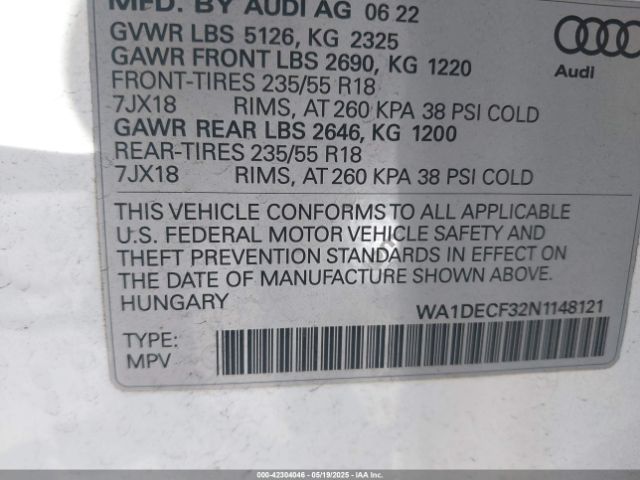 MFD. BY AUDI AG 06 22
GVWR LBS 5126, KG 2325
GAWR FRONT LBS 2690, KG 1220
FRONT-TIRES 235/55 R18
7JX18 RIMS, AT 260 KPA 38 PSI COLD
GAWR REAR LBS 2646, KG 1200
REAR-TIRES 235/55 R18
7JX18 RIMS, AT 260 KPA 38 PSI COLD
Audi
THIS VEHICLE CONFORMS TO ALL APPLICABLE
U.S. FEDERAL MOTOR VEHICLE SAFETY AND
THEFT PREVENTION STANDARDS IN EFFECT ON
THE DATE OF MANUFACTURE SHOWN ABOVE.
HUNGARY
WA1DECF32N1148121
TYPE:
MPV
000-42304046 - 05/19/2025 - www.iaai.com